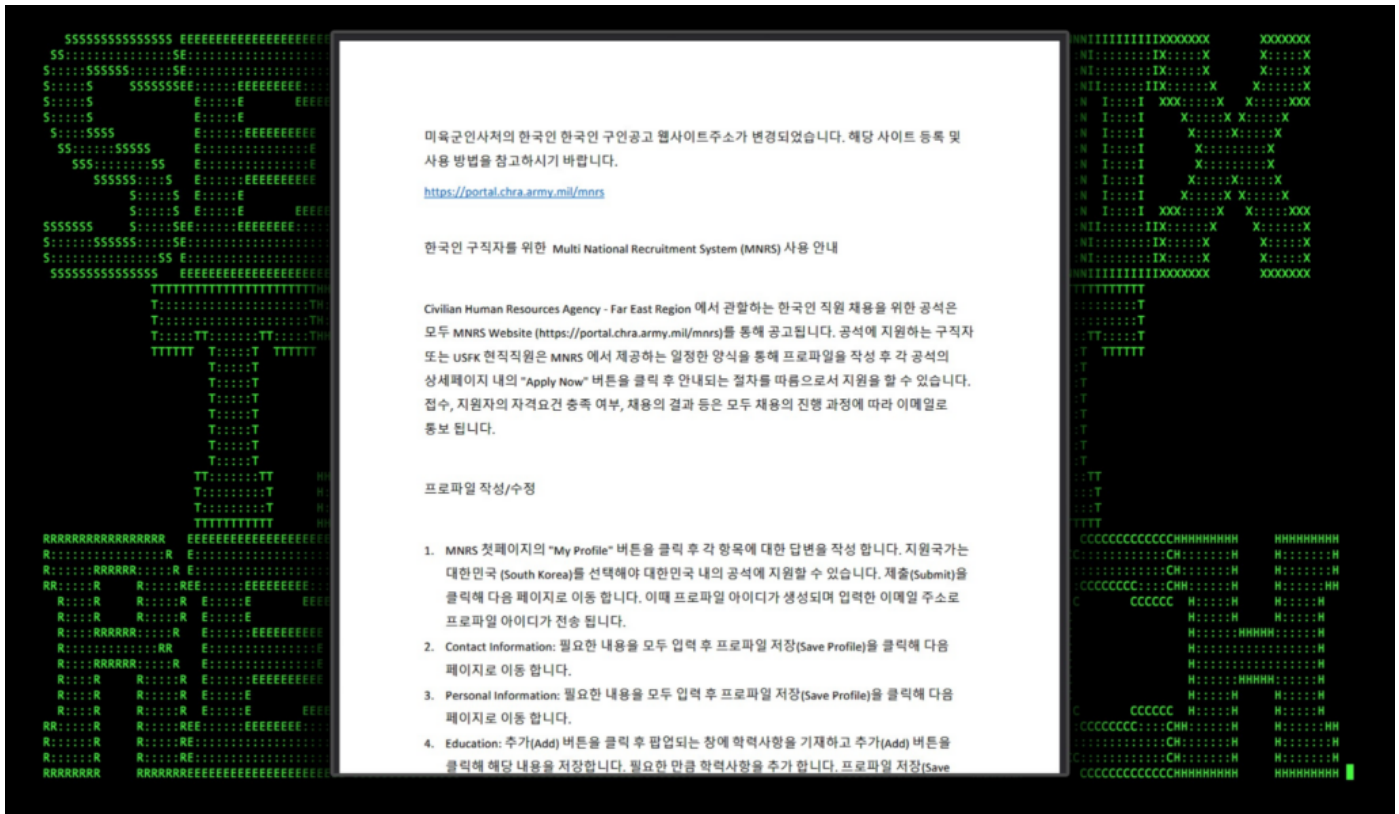 미육군인사처의 한국인 한국인 구인공고 웹사이트주소가 변경되었습니다. 해당 사이트 등록 및
사용 방법을 참고하시기 바랍니다.
https://portal.chra.army.mil/mnrs
한국인 구직자를 위한 Multi National Recruitment System (MNRS) 사용 안내
Civilian Human Resources Agency - Far East Region 에서 관할하는 한국인 직원 채용을 위한 공석은
모두 MNRS Website (https://portal.chra.army.mil/mnrs)를 통해 공고됩니다. 공석에 지원하는 구직자
또는 USFK 현직직원은 MNRS 에서 제공하는 일정한 양식을 통해 프로파일을 작성 후 각 공석의
상세페이지 내의 "Apply Now" 버튼을 클릭 후 안내되는 절차를 따름으로서 지원을 할 수 있습니다.
접수, 지원자의 자격요건 충족 여부, 채용의 결과 등은 모두 채용의 진행 과정에 따라 이메일로
통보 됩니다.
프로파일 작성/수정
1. MNRS 첫페이지의 "My Profile" 버튼을 클릭 후 각 항목에 대한 답변을 작성 합니다. 지원국가는
대한민국 (South Korea)를 선택해야 대한민국 내의 공석에 지원할 수 있습니다. 제출(Submit)을
클릭해 다음 페이지로 이동 합니다. 이때 프로파일 아이디가 생성되며 입력한 이메일 주소로
프로파일 아이디가 전송 됩니다.
2. Contact Information: 필요한 내용을 모두 입력 후 프로파일 저장(Save Profile)을 클릭해 다음
페이지로 이동 합니다.
3. Personal Information: 필요한 내용을 모두 입력 후 프로파일 저장(Save Profile)을 클릭해 다음
페이지로 이동 합니다.
4. Education: 추가(Add) 버튼을 클릭 후 팝업되는 창에 학력사항을 기재하고 추가(Add) 버튼을
클릭해 해당 내용을 저장합니다. 필요한 만큼 학력사항을 추가 합니다. 프로파일 저장(Save